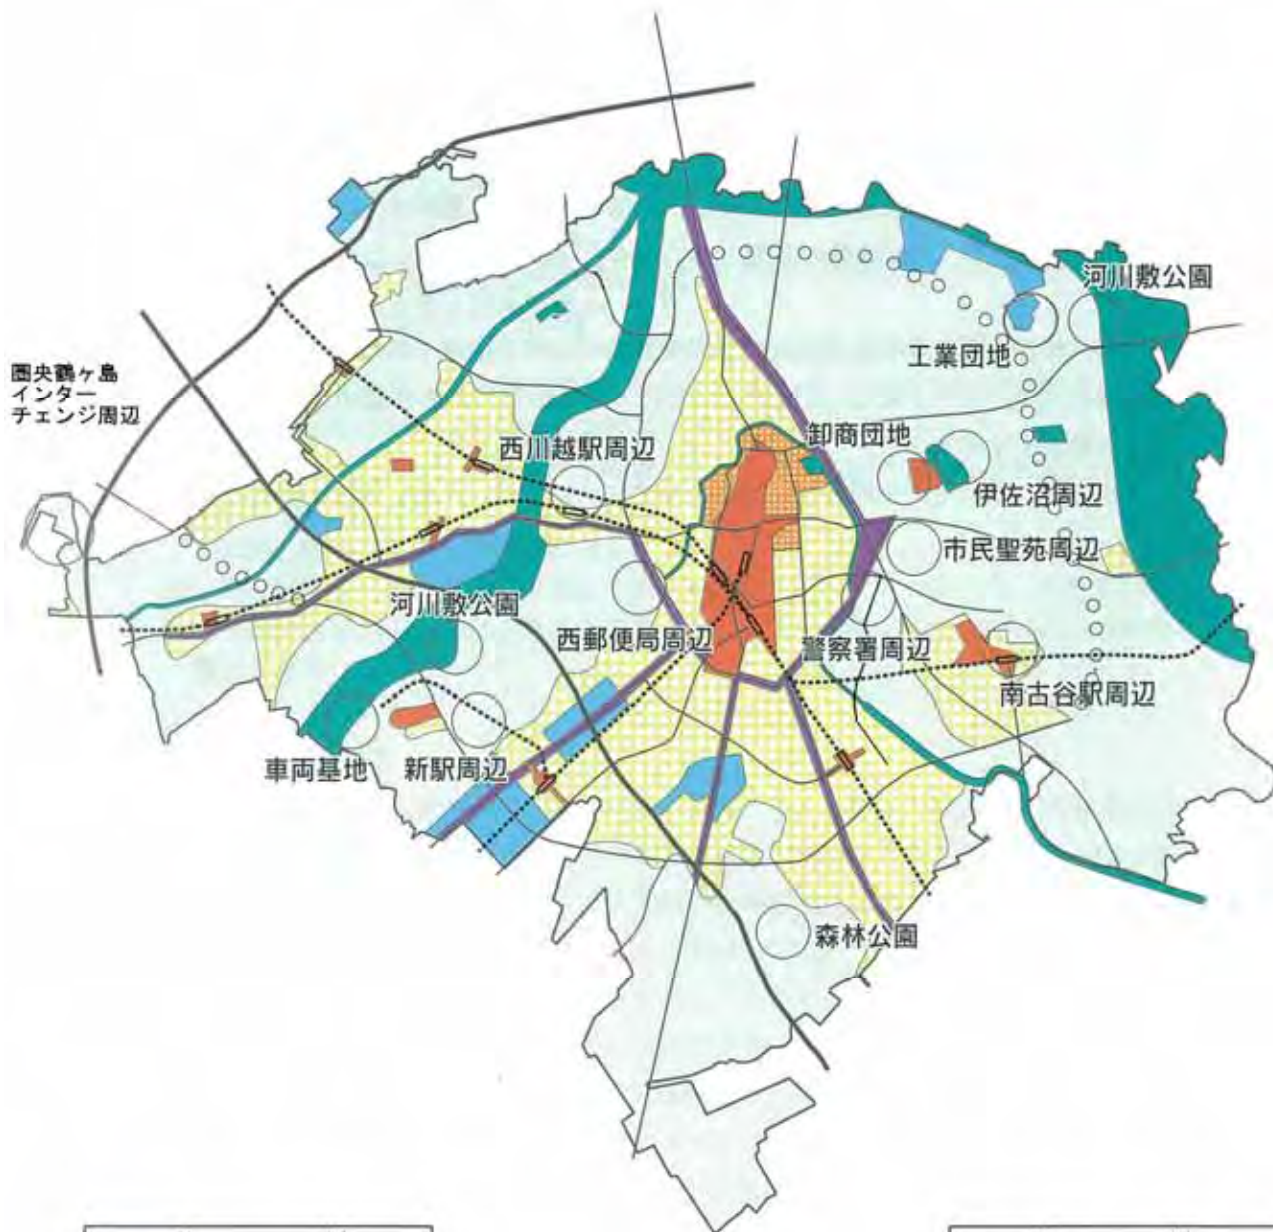 河川敷公園
工業団地
圏央鶴ヶ島
インター
チェンジ周辺
卸商団地
西川越駅周辺
伊佐沼周辺
市民聖苑周辺
河川敷公園
西郵便局周辺
警察署周辺
南古谷駅周辺
車両基地
新駅周辺
森林公園